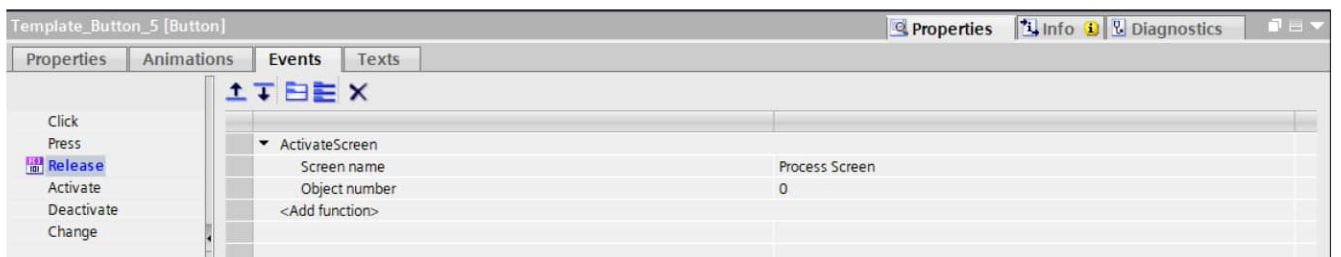 Template_Button_5 [Button] Properties Info Diagnostics
Properties Animations Events Texts
Click
Press ActivateScreen
Release Screen name Process Screen
Activate Object number 0
Deactivate <Add function>
Change